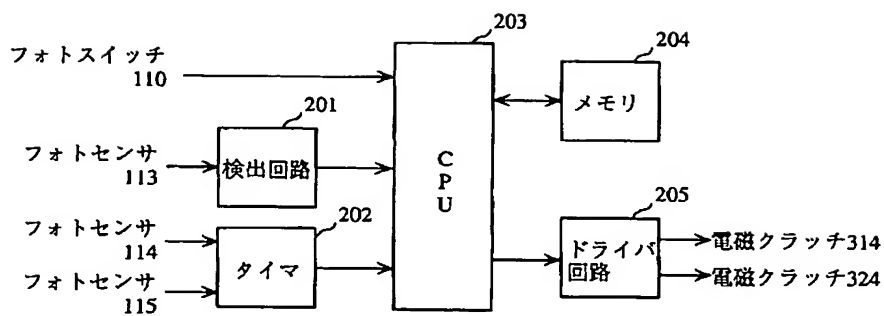 203
204
フォトスイッチ
110
メモリ
201
フォトセンサ
113
検出回路
CPU
202
205
フォトセンサ
114
タイマ
フォトセンサ
115
ドライバ
回路
電磁クラッチ314
電磁クラッチ324